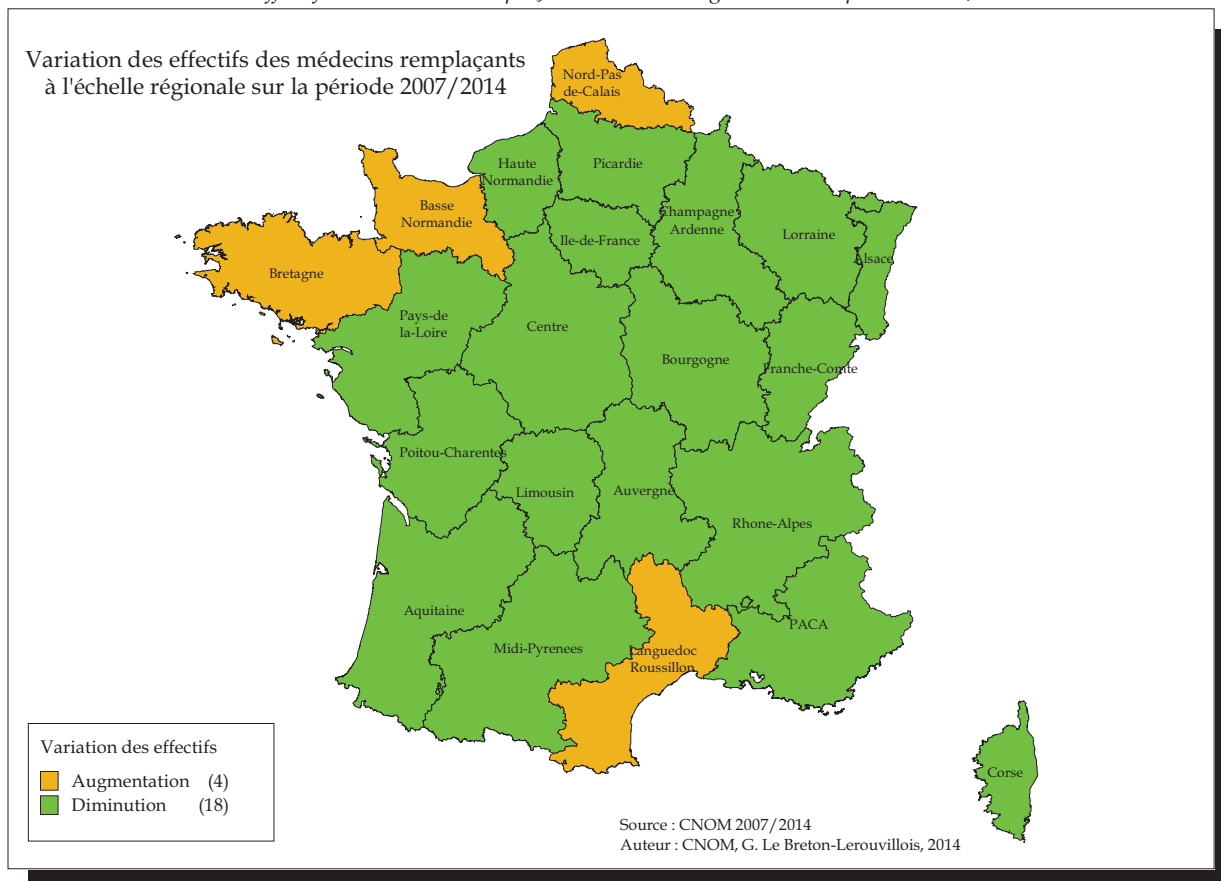 Variation des effectifs des médecins remplaçants
à l'échelle régionale sur la période 2007/2014
Nord-Pas
de-Calais
Haute
Normandie
Picardie
Basse
Normandie
Champagne
Ardenne
Ile-de-France
Lorraine
Alsace
Bretagne
Pays-de
la-Loire
Centre
Bourgogne
Franche-Comte
Poitou-Charentes
Limousin
Auvergne
Rhone-Alpes
Aquitaine
Midi-Pyrenees
Languedoc
Roussillon
PACA
Corse
Variation des effectifs
Augmentation (4)
Diminution (18)
Source : CNOM 2007/2014
Auteur : CNOM, G. Le Breton-Lerouvillois, 2014